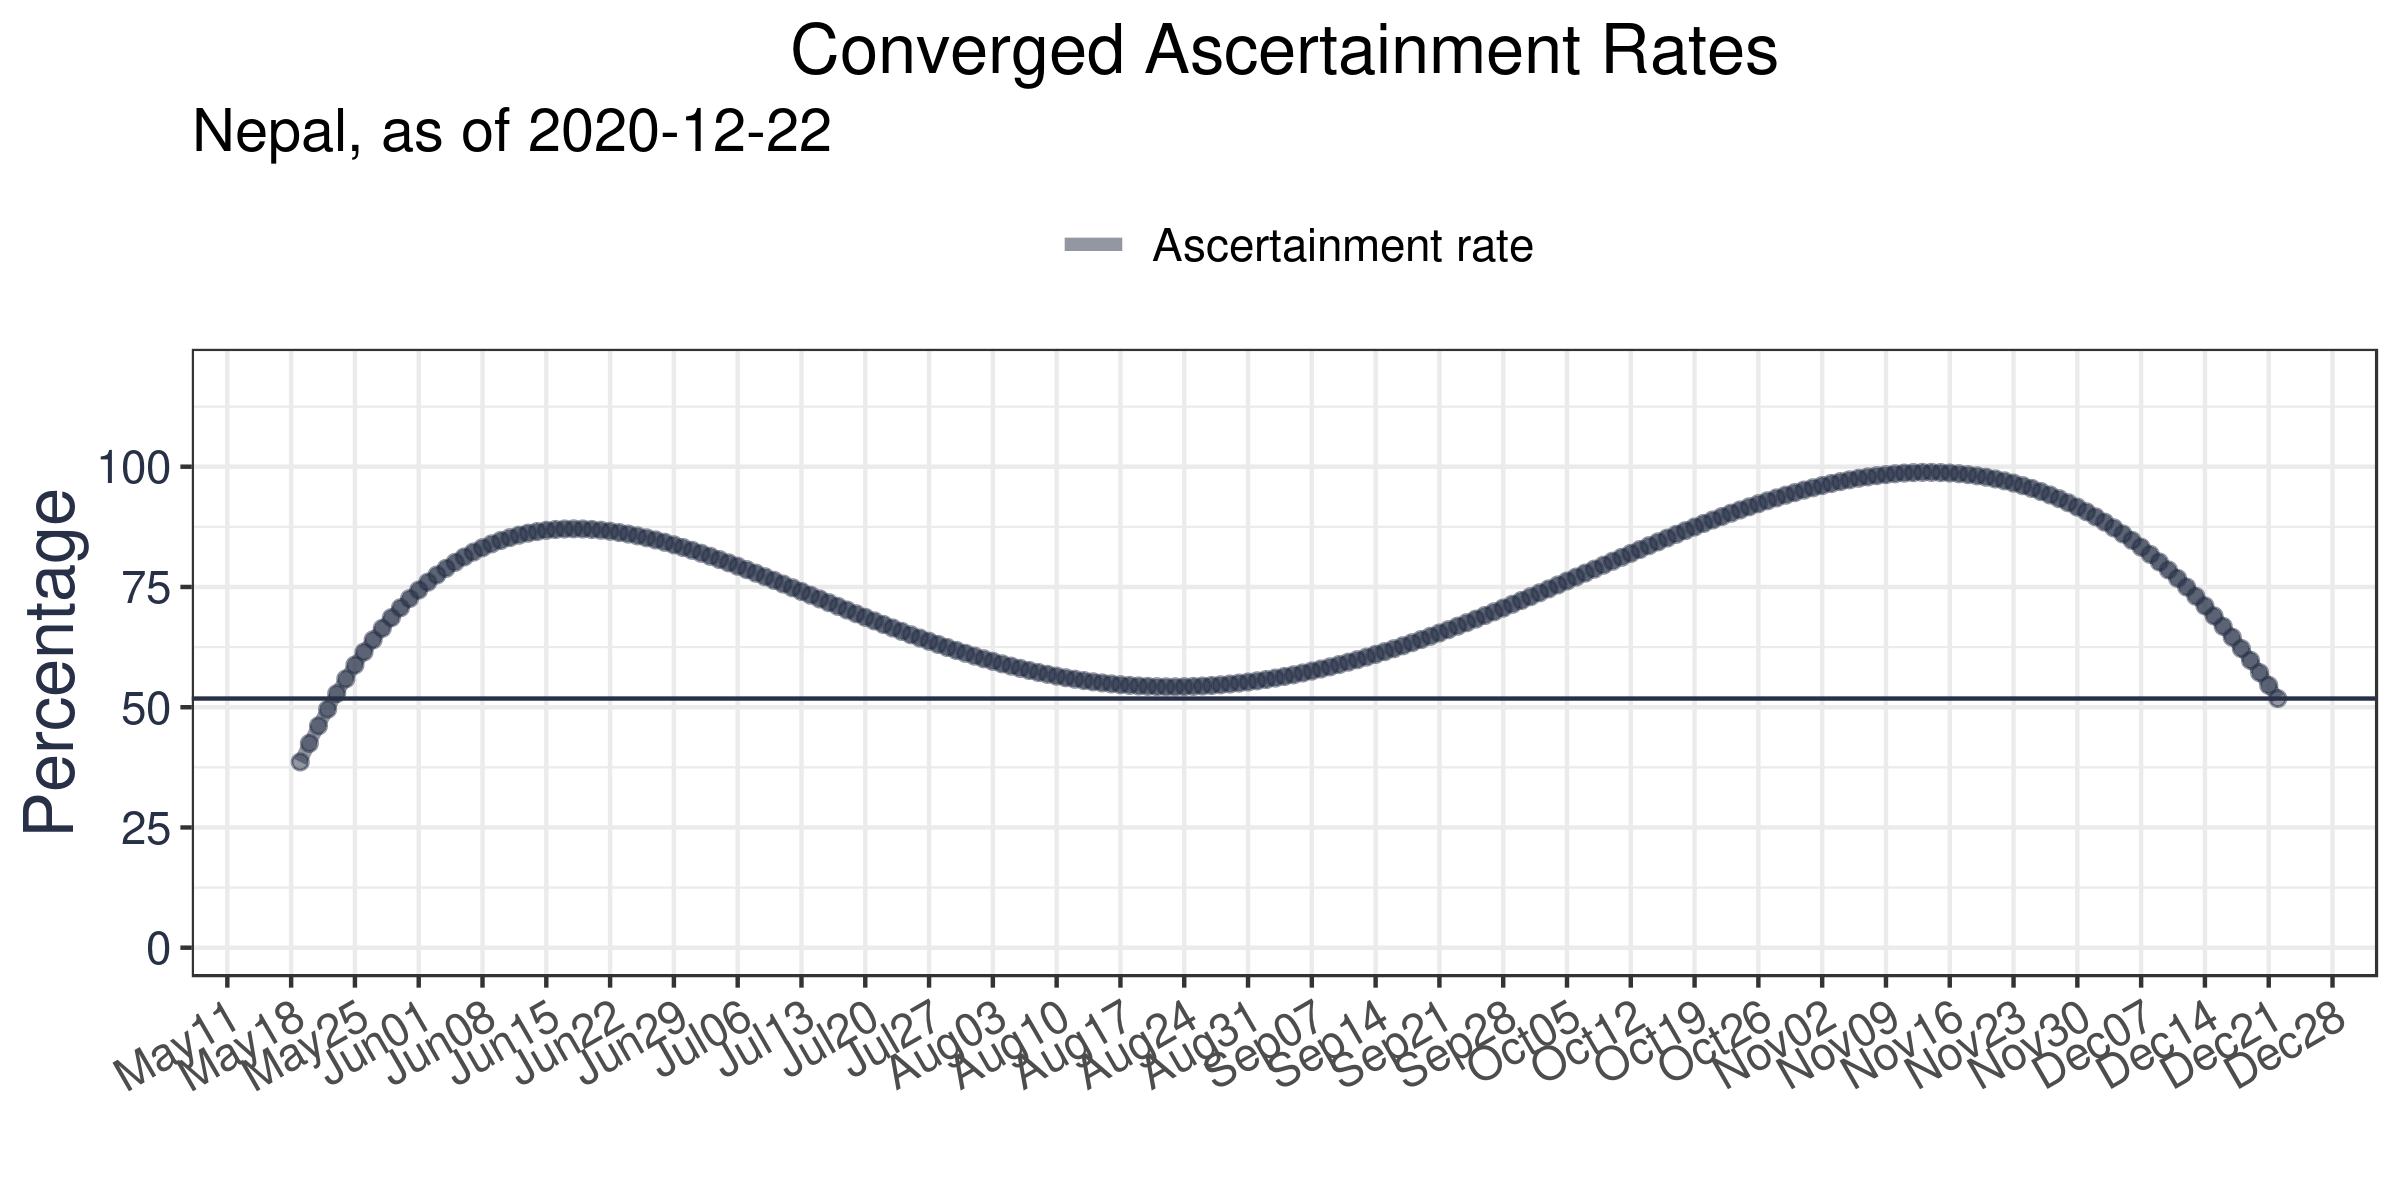 Converged Ascertainment Rates
Nepal, as of 2020-12-22
Ascertainment rate
Percentage
100
75
50
25
0
May11 May18 May25 Jun01 Jun08 Jun15 Jun22 Jun29 Jul06 Jul13 Jul20 Jul27 Aug03 Aug10 Aug17 Aug24 Aug31 Sep07 Sep14 Sep21 Sep28 Oct05 Oct12 Oct19 Oct26 Nov02 Nov09 Nov16 Nov23 Nov30 Dec07 Dec14 Dec21 Dec28